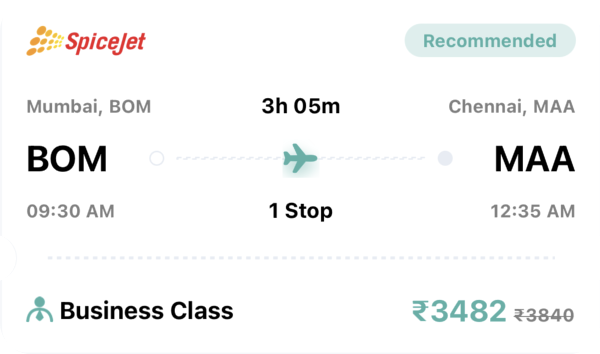 SpiceJet Recommended
Mumbai, BOM 3h 05m Chennai, MAA
BOM MAA
09:30 AM 1 Stop 12:35 AM
Business Class ₹3482 ₹3840